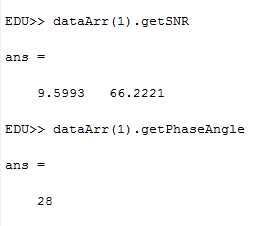 EDU>> dataArr(1).getSNR
ans =
9.5993 66.2221
EDU>> dataArr(1).getPhaseAngle
ans =
28